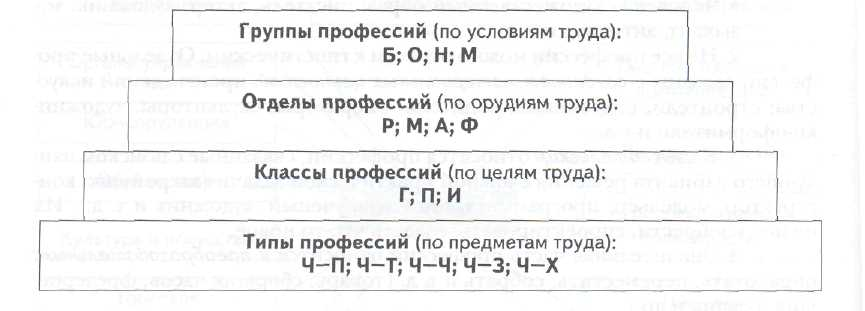 Группы профессий (по условиям труда):
Б; О; Н; М
Отделы профессий (по орудиям труда):
Р; М; А; Ф
Классы профессий (по целям труда):
Г; П; И
Типы профессий (по предметам труда):
Ч–П; Ч–Т; Ч–Ч; Ч–З; Ч–Х